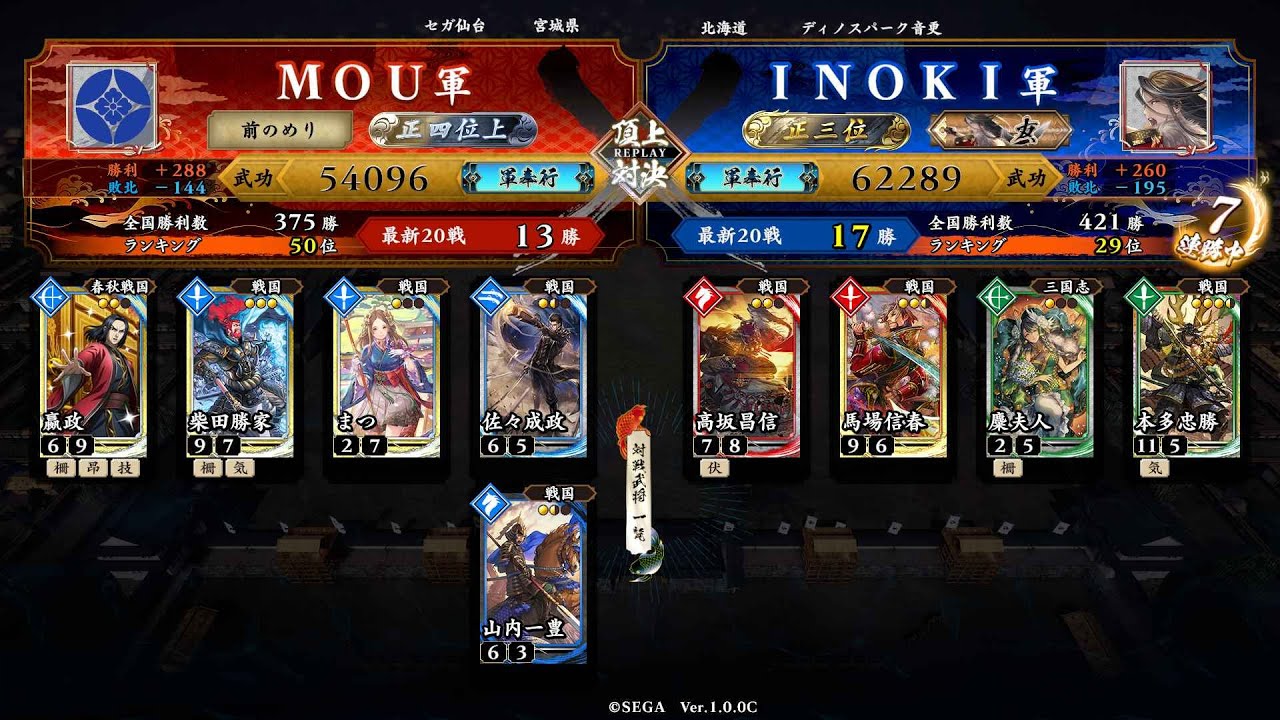 セガ仙台 宮城県
北海道 ディノスパーク音更
MOU軍
前のめり
正四位上
勝利 +288
敗北 -144
武功 54096 軍奉行
全国勝利数 375勝
ランキング 50位
最新20戦 13勝
頂上
REPLAY
対決
INOKI軍
正三位
軍奉行 62289 武功
勝利 +260
敗北 -195
最新20戦 17勝
全国勝利数 421勝
ランキング 29位
7
連勝中
春秋戦国
嬴政
6 9
柵 昂 技
戦国
柴田勝家
9 7
柵 気
戦国
まつ
2 7
戦国
佐々成政
6 5
戦国
山内一豊
6 3
対戦武将一覧
戦国
高坂昌信
7 8
伏
戦国
馬場信春
9 6
三国志
麋夫人
2 5
柵
戦国
本多忠勝
11 5
気
©SEGA Ver.1.0.0C